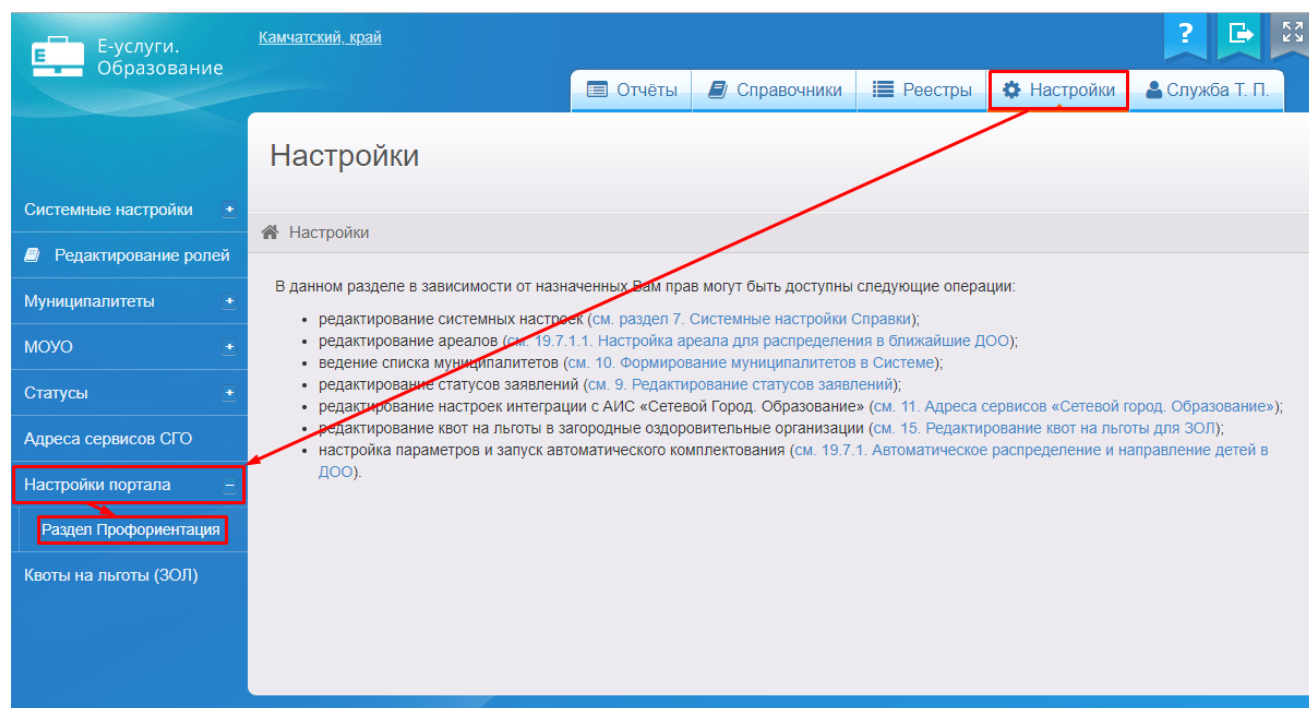 E
Е-услуги.
Образование
Камчатский, край
?
Отчёты
Справочники
Реестры
Настройки
Служба Т. П.
Настройки
Системные настройки +
Редактирование ролей
Муниципалитеты +
МОУО +
Статусы +
Адреса сервисов СГО
Настройки портала –
Раздел Профориентация
Квоты на льготы (ЗОЛ)
Настройки
В данном разделе в зависимости от назначенных Вам прав могут быть доступны следующие операции:
• редактирование системных настроек (см. раздел 7. Системные настройки Справки);
• редактирование ареалов (см. 19.7.1.1. Настройка ареала для распределения в ближайшие ДОО);
• ведение списка муниципалитетов (см. 10. Формирование муниципалитетов в Системе);
• редактирование статусов заявлений (см. 9. Редактирование статусов заявлений);
• редактирование настроек интеграции с АИС «Сетевой Город. Образование» (см. 11. Адреса сервисов «Сетевой город. Образование»);
• редактирование квот на льготы в загородные оздоровительные организации (см. 15. Редактирование квот на льготы для ЗОЛ);
• настройка параметров и запуск автоматического комплектования (см. 19.7.1. Автоматическое распределение и направление детей в
ДОО).